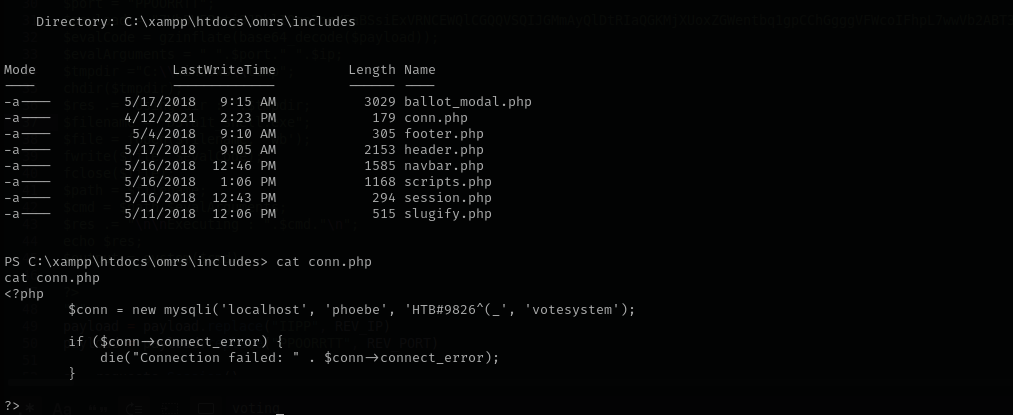 Directory: C:\xampp\htdocs\omrs\includes
Mode LastWriteTime Length Name
---- ------------- ------ ----
-a---- 5/17/2018 9:15 AM 3029 ballot_modal.php
-a---- 4/12/2021 2:23 PM 179 conn.php
-a---- 5/4/2018 9:10 AM 305 footer.php
-a---- 5/17/2018 9:05 AM 2153 header.php
-a---- 5/16/2018 12:46 PM 1585 navbar.php
-a---- 5/16/2018 1:06 PM 1168 scripts.php
-a---- 5/16/2018 12:43 PM 294 session.php
-a---- 5/11/2018 12:06 PM 515 slugify.php
PS C:\xampp\htdocs\omrs\includes> cat conn.php
cat conn.php
<?php
$conn = new mysqli('localhost', 'phoebe', 'HTB#9826^(_', 'votesystem');
if ($conn->connect_error) {
die("Connection failed: " . $conn->connect_error);
}
?>